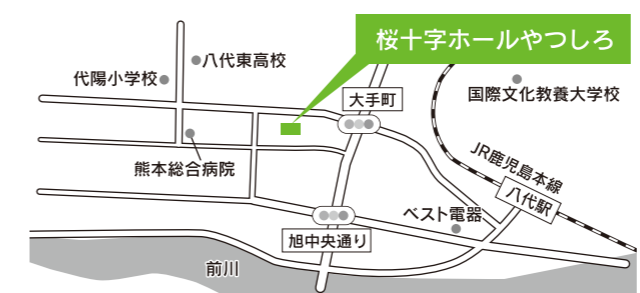 桜十字ホールやつしろ
八代東高校
代陽小学校
国際文化教養大学校
大手町
熊本総合病院
JR鹿児島本線
八代駅
ベスト電器
旭中央通り
前川